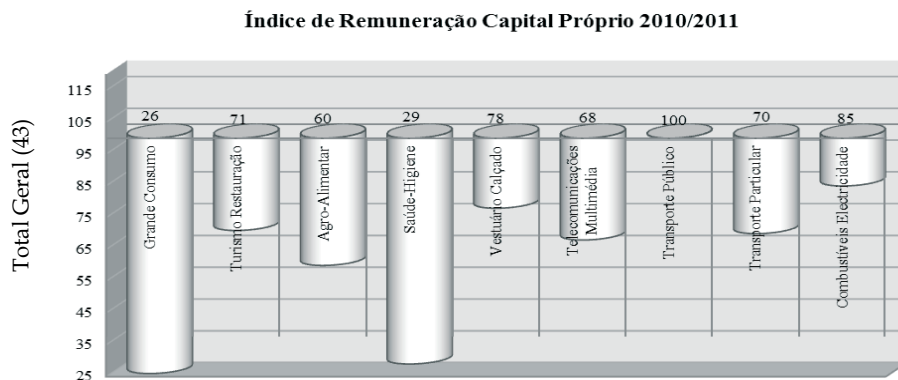 Índice de Remuneração Capital Próprio 2010/2011
Total Geral (43)
115
105
95
85
75
65
55
45
35
25
26
71
60
29
78
68
100
70
85
Grande Consumo
Turismo Restauração
Agro-Alimentar
Saúde-Higiene
Vestuário Calçado
Telecomunicações
Multimédia
Transporte Público
Transporte Particular
Combustíveis Electricidade